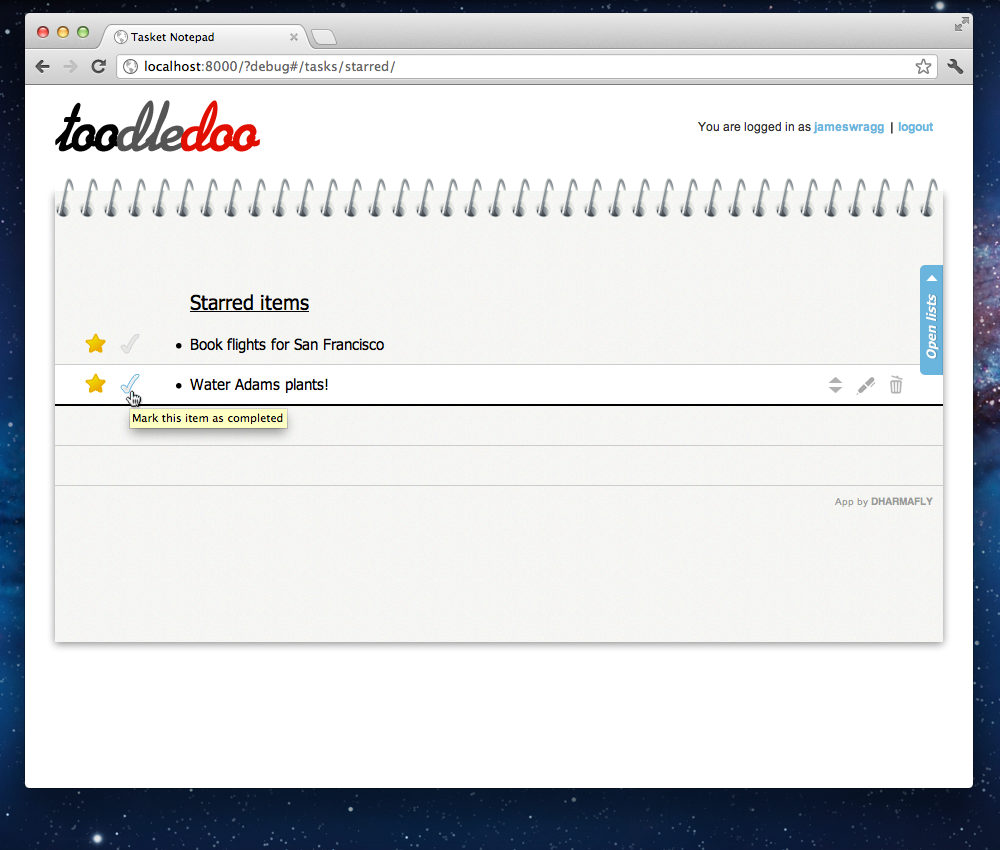 Tasket Notepad
localhost:8000/?debug#/tasks/starred/
toodledoo
You are logged in as jameswragg | logout
Open lists
Starred items
• Book flights for San Francisco
• Water Adams plants!
Mark this item as completed
App by DHARMAFLY